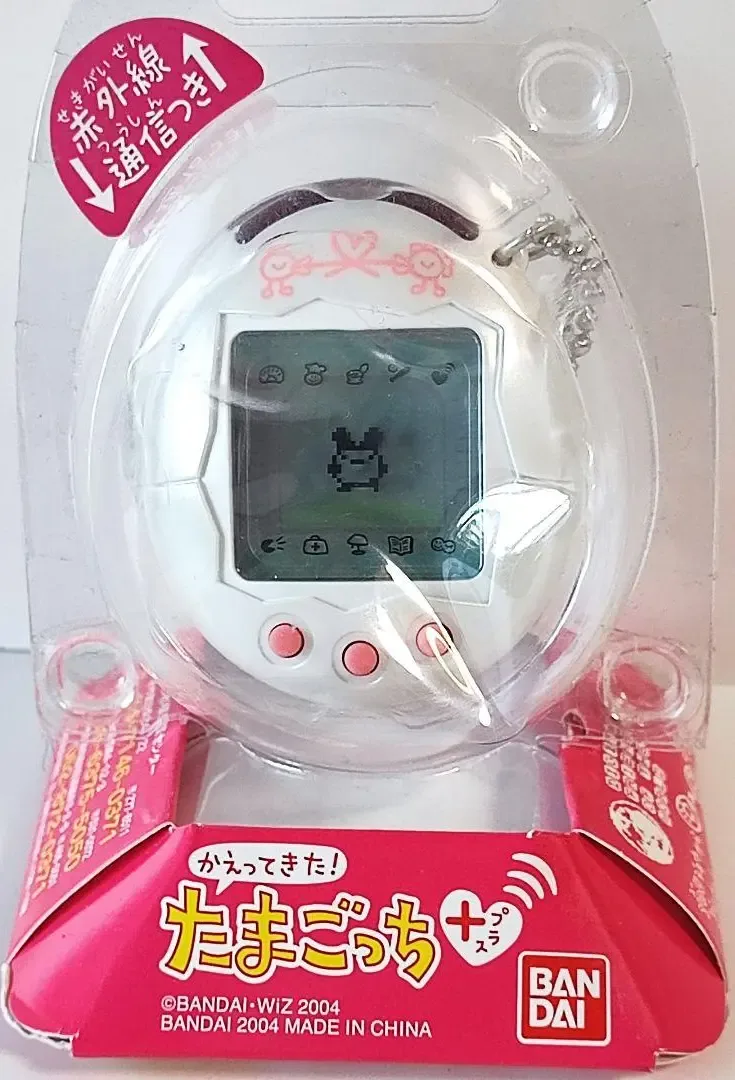 せきがいせん
赤外線
つうしん
通信つき
かえってきた!
たまごっち+
プラス
©BANDAI・WiZ 2004
BANDAI 2004 MADE IN CHINA
BAN
DAI